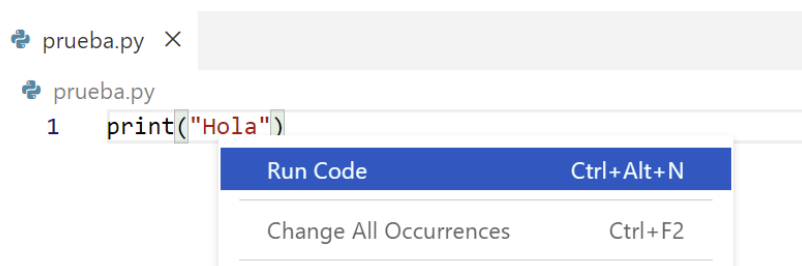 prueba.py
prueba.py
1 print("Hola")
Run Code Ctrl+Alt+N
Change All Occurrences Ctrl+F2